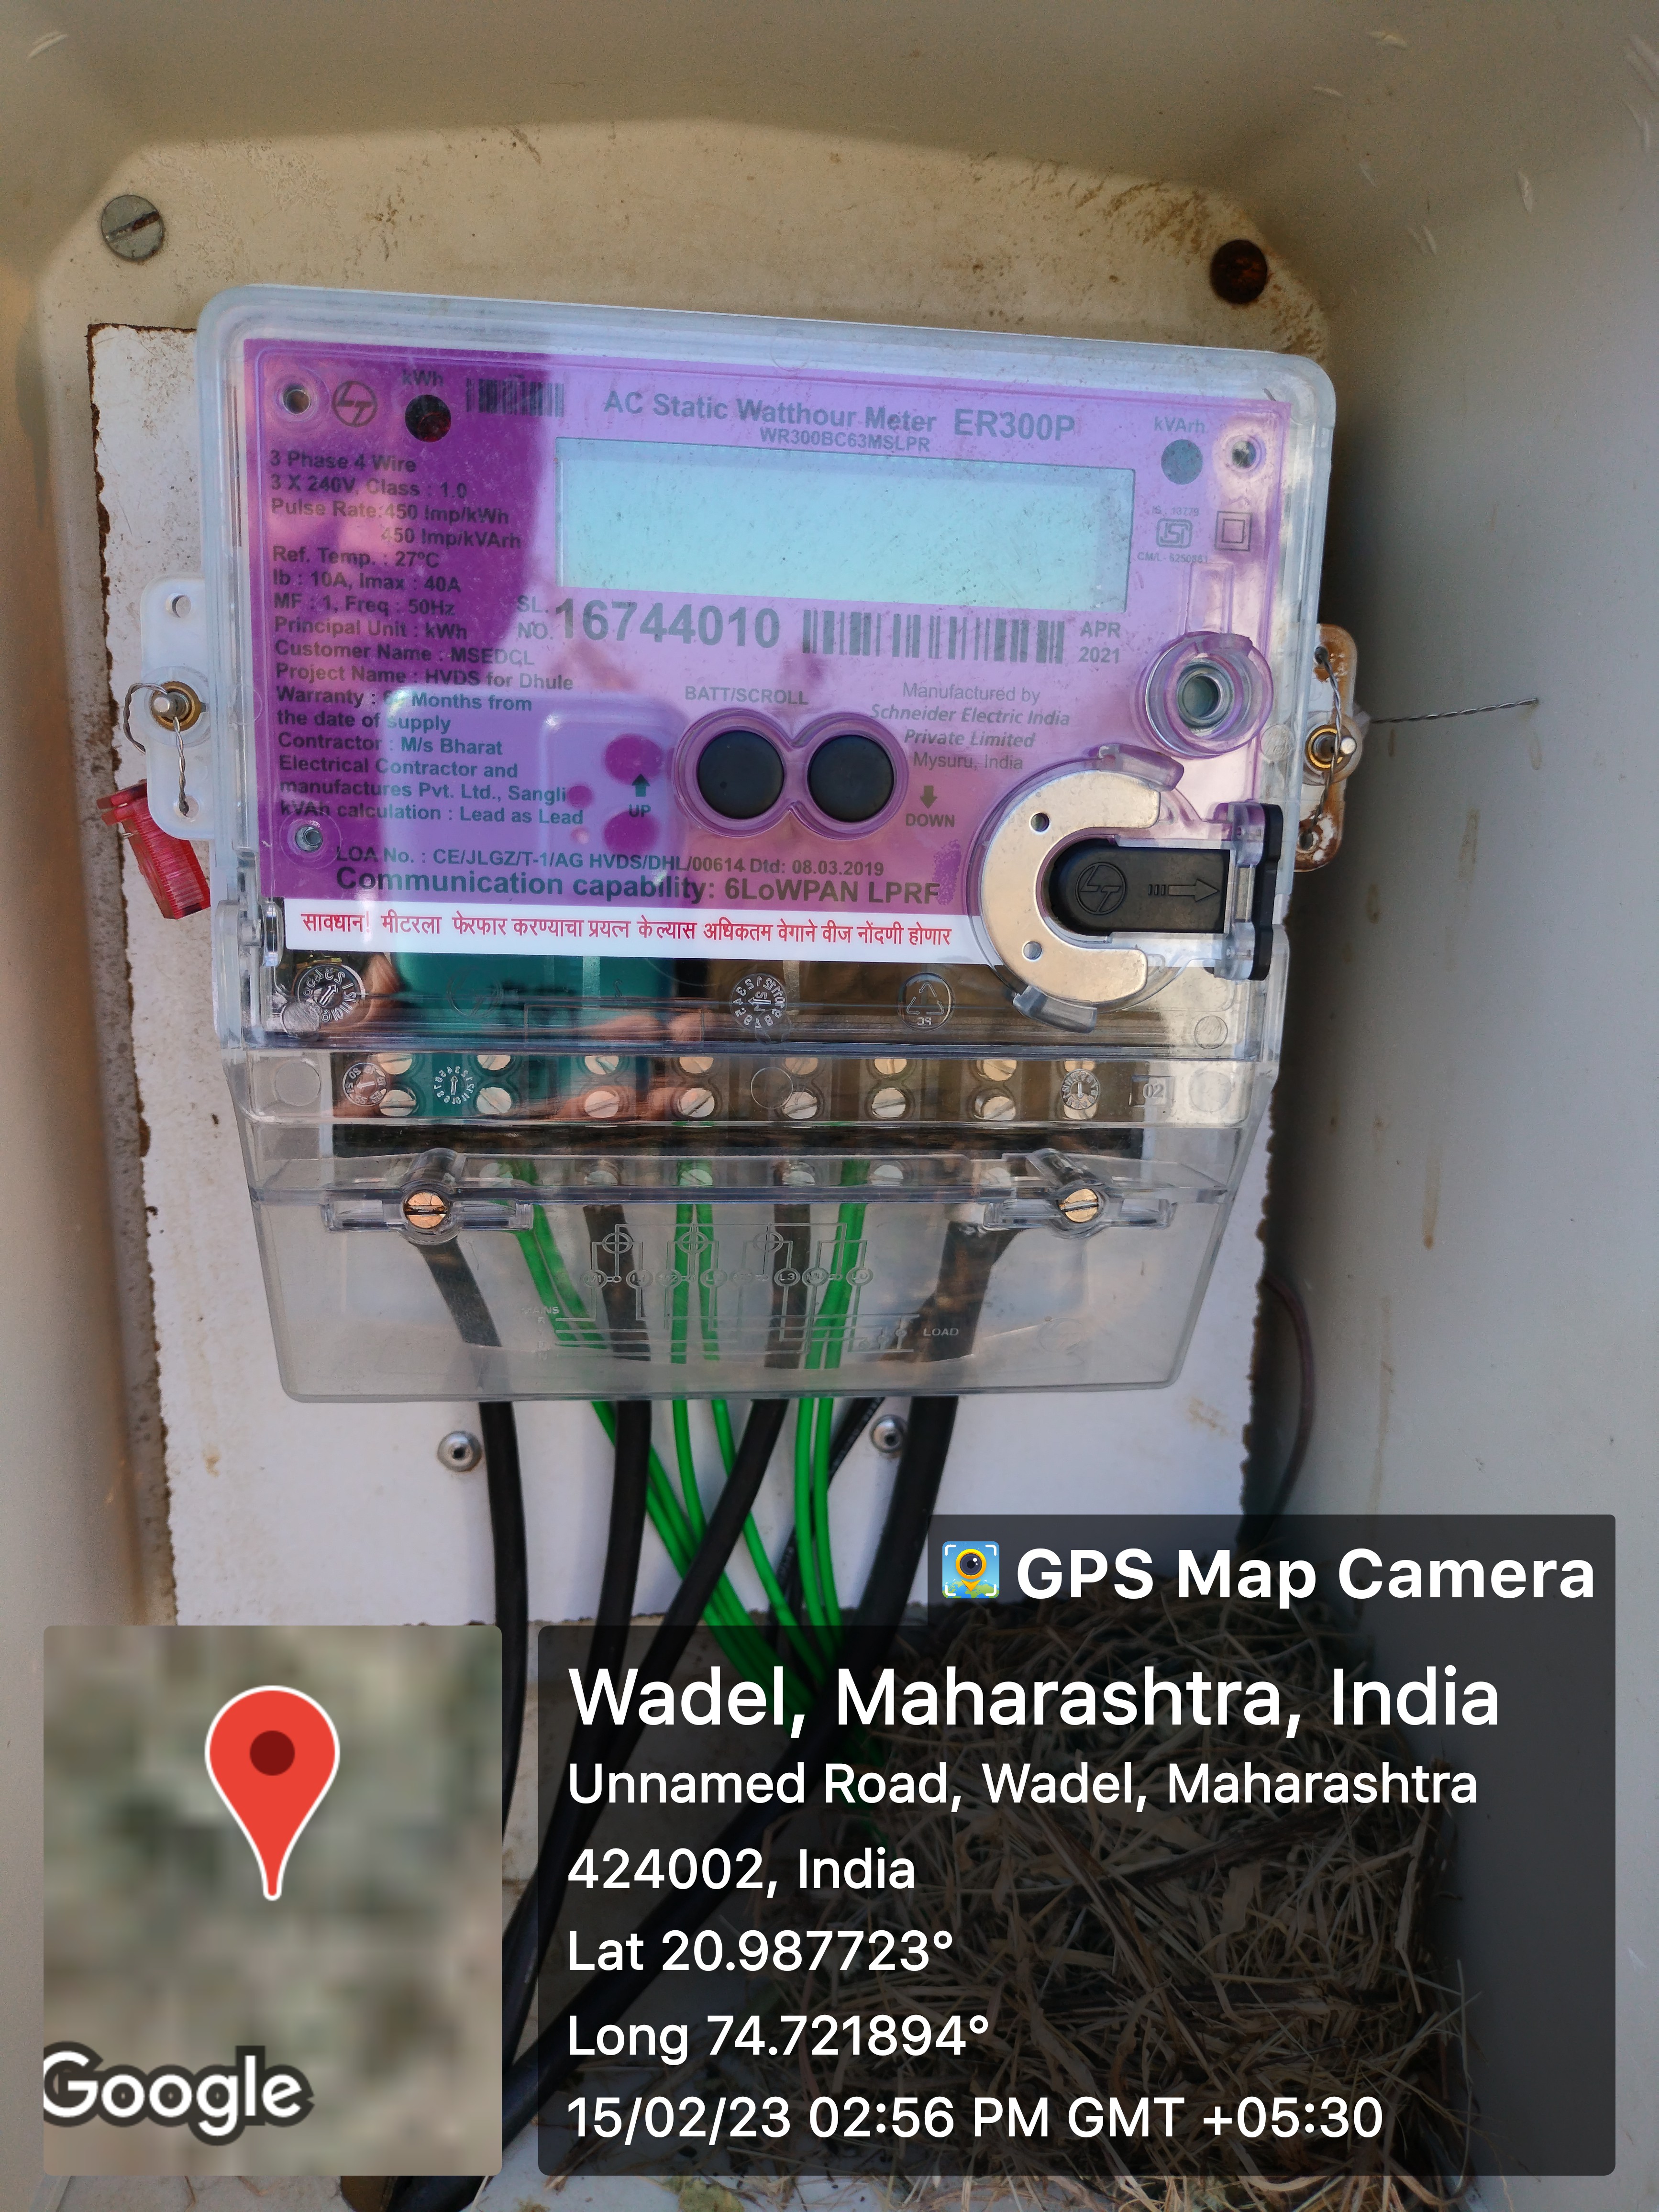 kWh
AC Static Watthour Meter ER300P
WR300BC63MSLPR
kVArh
3 Phase 4 Wire
3 X 240V, Class : 1.0
Pulse Rate:450 Imp/kWh
450 Imp/kVArh
Ref. Temp. : 27°C
Ib : 10A, Imax : 40A
MF : 1, Freq : 50Hz
Principal Unit : kWh
Customer Name : MSEDCL
Project Name : HVDS for Dhule
Warranty : Months from
the date of supply
Contractor : M/s Bharat
Electrical Contractor and
manufactures Pvt. Ltd., Sangli
kVAh calculation : Lead as Lead
SL. NO. 16744010
APR
2021
BATT/SCROLL
UP
DOWN
Manufactured by
Schneider Electric India
Private Limited
Mysuru, India
LOA No. : CE/JLGZ/T-1/AG HVDS/DHL/00614 Dtd: 08.03.2019
Communication capability: 6LoWPAN LPRF
सावधान! मीटरला फेरफार करण्याचा प्रयत्न केल्यास अधिकतम वेगाने वीज नोंदणी होणार
02
LOAD
GPS Map Camera
Wadel, Maharashtra, India
Unnamed Road, Wadel, Maharashtra
424002, India
Lat 20.987723°
Long 74.721894°
15/02/23 02:56 PM GMT +05:30
Google